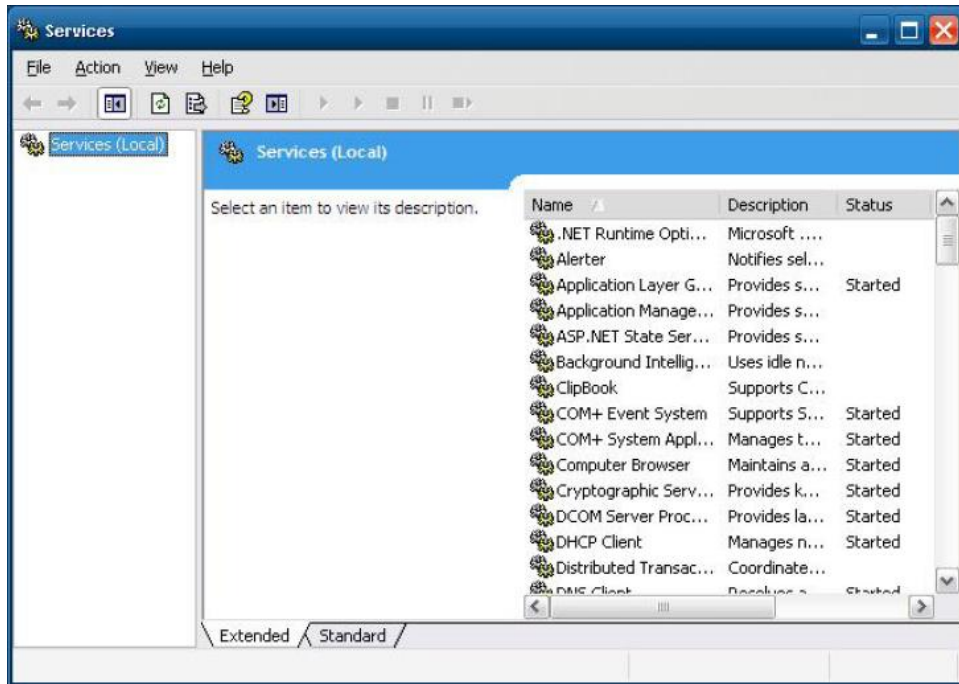 Services
File Action View Help
Services (Local)
Services (Local)
Select an item to view its description.
Name Description Status
.NET Runtime Opti... Microsoft ....
Alerter Notifies sel...
Application Layer G... Provides s... Started
Application Manage... Provides s...
ASP.NET State Ser... Provides s...
Background Intellig... Uses idle n...
ClipBook Supports C...
COM+ Event System Supports S... Started
COM+ System Appl... Manages t... Started
Computer Browser Maintains a... Started
Cryptographic Serv... Provides k... Started
DCOM Server Proc... Provides la... Started
DHCP Client Manages n... Started
Distributed Transac... Coordinate...
DNS Client Resolves a... Started
Extended Standard